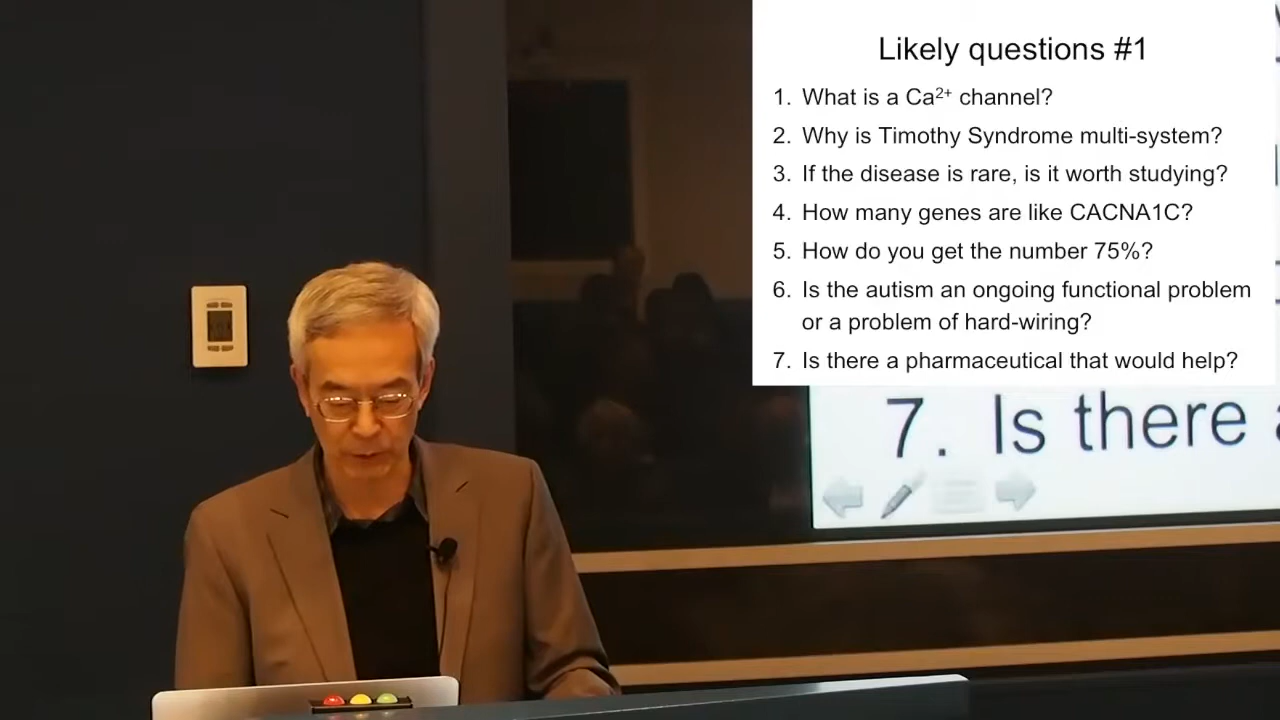 Likely questions #1
1. What is a Ca²⁺ channel?
2. Why is Timothy Syndrome multi-system?
3. If the disease is rare, is it worth studying?
4. How many genes are like CACNA1C?
5. How do you get the number 75%?
6. Is the autism an ongoing functional problem
or a problem of hard-wiring?
7. Is there a pharmaceutical that would help?
7. Is there